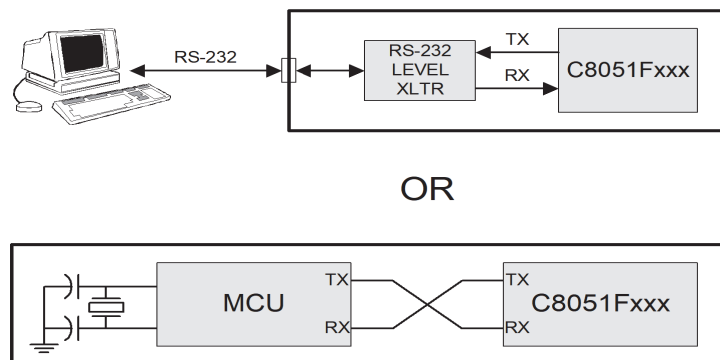 RS-232
RS-232
LEVEL
XLTR
TX
RX
C8051Fxxx
OR
MCU
TX
RX
TX
RX
C8051Fxxx